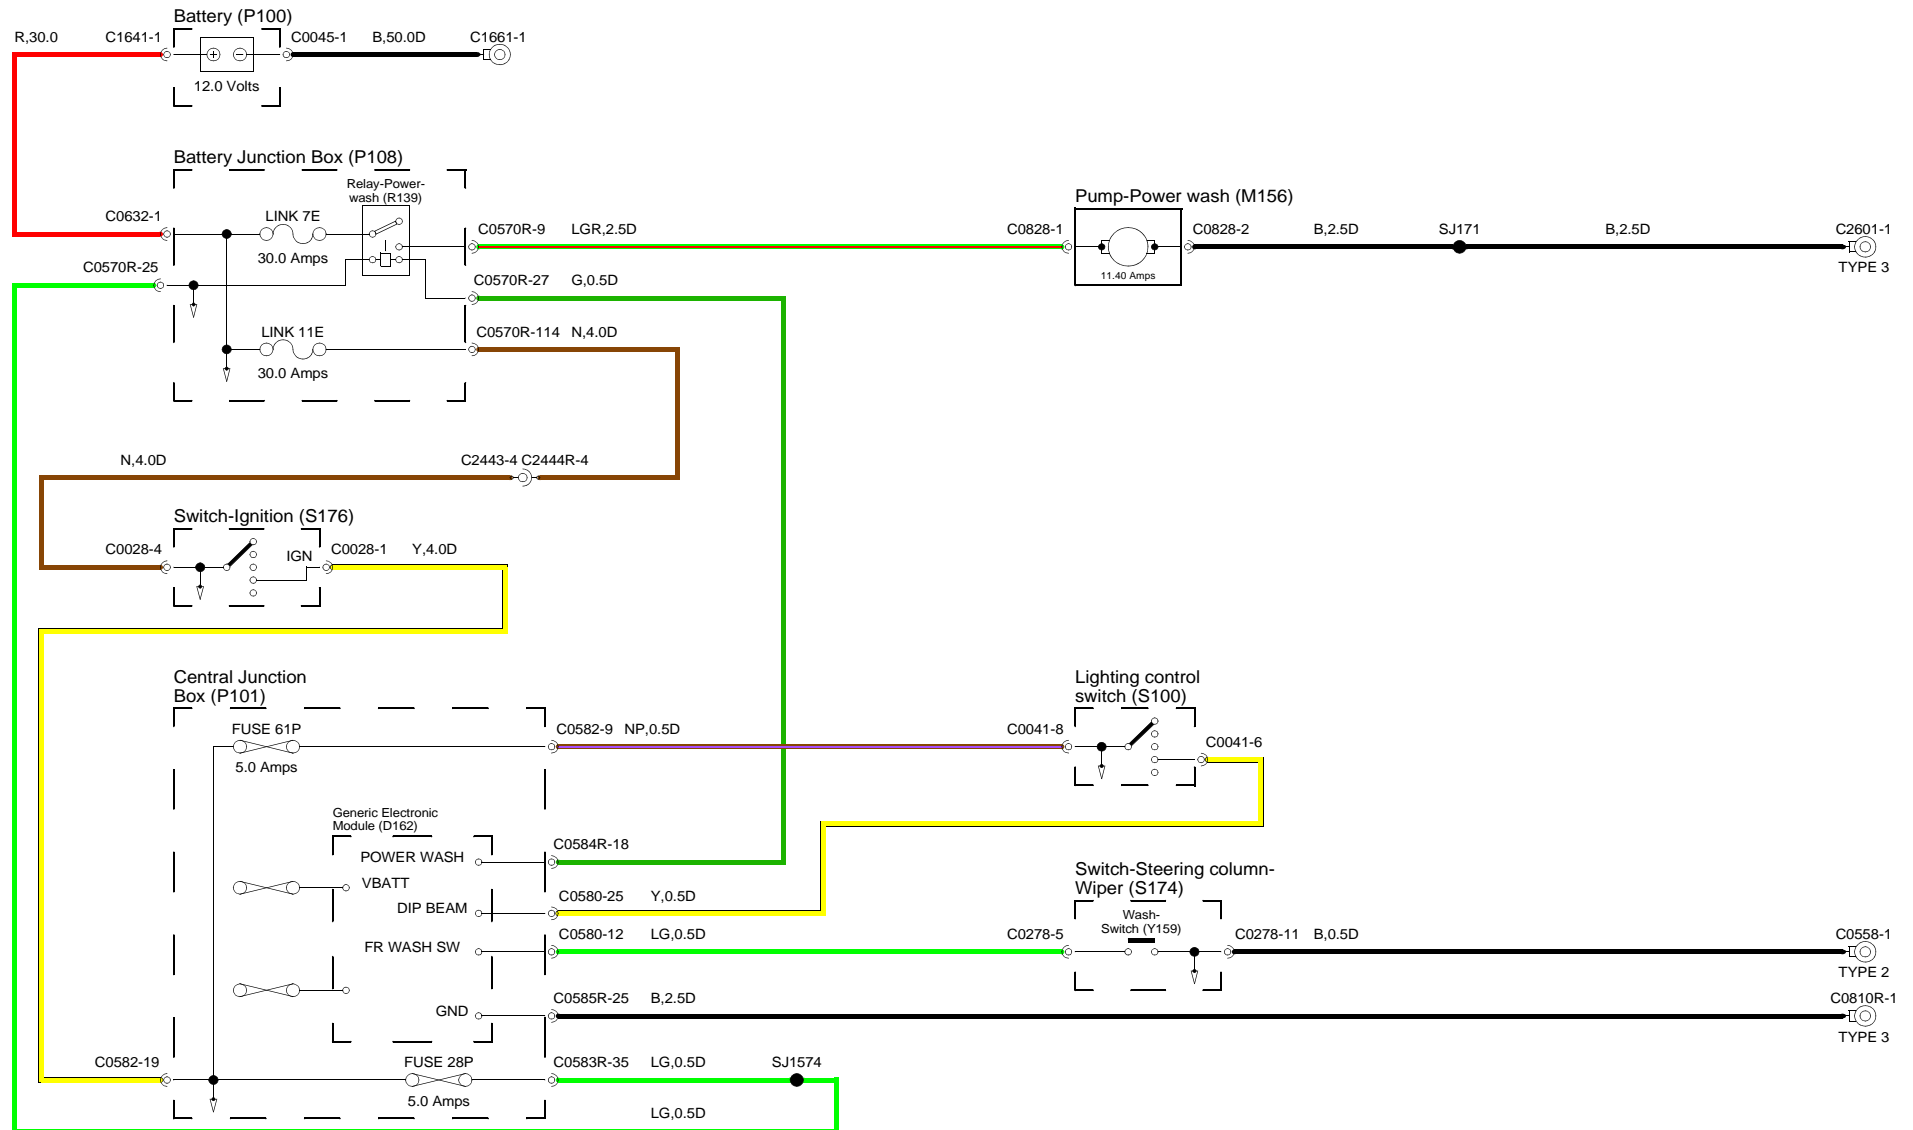 Battery (P100)
R,30.0 C1641-1 C0045-1 B,50.0D C1661-1
12.0 Volts
Battery Junction Box (P108)
Relay-Power-
wash (R139)
Pump-Power wash (M156)
C0632-1 LINK 7E C0570R-9 LGR,2.5D C0828-1 C0828-2 B,2.5D SJ171 B,2.5D C2601-1
30.0 Amps
C0570R-25 C0570R-27 G,0.5D 11.40 Amps TYPE 3
LINK 11E C0570R-114 N,4.0D
30.0 Amps
N,4.0D C2443-4 C2444R-4
Switch-Ignition (S176)
C0028-4 IGN C0028-1 Y,4.0D
Central Junction
Box (P101)
Lighting control
switch (S100)
FUSE 61P C0582-9 NP,0.5D C0041-8 C0041-6
5.0 Amps
Generic Electronic
Module (D162)
POWER WASH C0584R-18
VBATT
Switch-Steering column-
Wiper (S174)
DIP BEAM C0580-25 Y,0.5D
Wash-
Switch (Y159)
FR WASH SW C0580-12 LG,0.5D C0278-5 C0278-11 B,0.5D C0558-1
TYPE 2
GND C0585R-25 B,2.5D C0810R-1
TYPE 3
C0582-19 FUSE 28P C0583R-35 LG,0.5D SJ1574
5.0 Amps
LG,0.5D